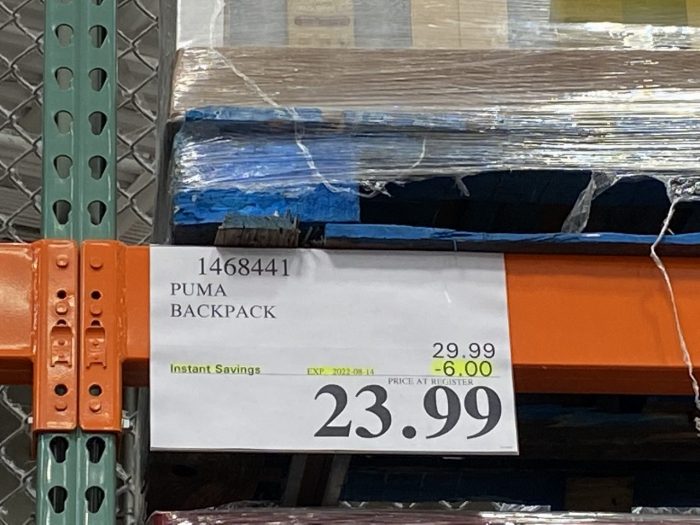 1468441
PUMA
BACKPACK
29.99
Instant Savings EXP. 2022-08-14 -6.00
PRICE AT REGISTER
23.99